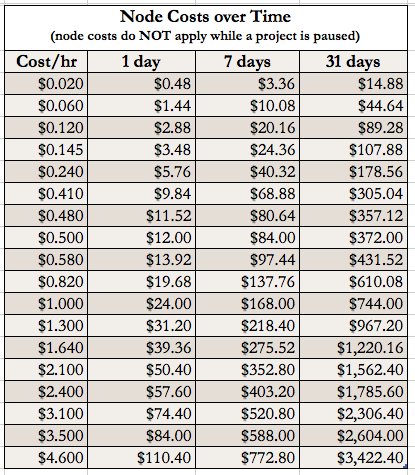 Node Costs over Time
(node costs do NOT apply while a project is paused)
Cost/hr 1 day 7 days 31 days
$0.020 $0.48 $3.36 $14.88
$0.060 $1.44 $10.08 $44.64
$0.120 $2.88 $20.16 $89.28
$0.145 $3.48 $24.36 $107.88
$0.240 $5.76 $40.32 $178.56
$0.410 $9.84 $68.88 $305.04
$0.480 $11.52 $80.64 $357.12
$0.500 $12.00 $84.00 $372.00
$0.580 $13.92 $97.44 $431.52
$0.820 $19.68 $137.76 $610.08
$1.000 $24.00 $168.00 $744.00
$1.300 $31.20 $218.40 $967.20
$1.640 $39.36 $275.52 $1,220.16
$2.100 $50.40 $352.80 $1,562.40
$2.400 $57.60 $403.20 $1,785.60
$3.100 $74.40 $520.80 $2,306.40
$3.500 $84.00 $588.00 $2,604.00
$4.600 $110.40 $772.80 $3,422.40